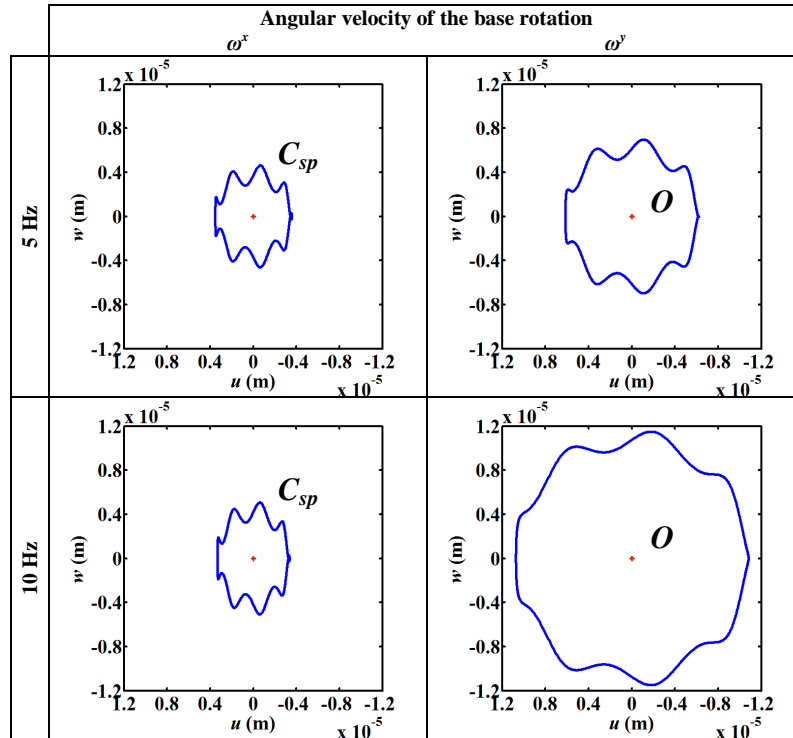 Angular velocity of the base rotation
ωˣ ωʸ
5 Hz
x 10⁻⁵
1.2
0.8
0.4
0
-0.4
-0.8
-1.2
w (m)
C_sp
1.2 0.8 0.4 0 -0.4 -0.8 -1.2
u (m)
x 10⁻⁵
x 10⁻⁵
1.2
0.8
0.4
0
-0.4
-0.8
-1.2
w (m)
O
1.2 0.8 0.4 0 -0.4 -0.8 -1.2
u (m)
x 10⁻⁵
10 Hz
x 10⁻⁵
1.2
0.8
0.4
0
-0.4
-0.8
-1.2
w (m)
C_sp
1.2 0.8 0.4 0 -0.4 -0.8 -1.2
u (m)
x 10⁻⁵
x 10⁻⁵
1.2
0.8
0.4
0
-0.4
-0.8
-1.2
w (m)
O
1.2 0.8 0.4 0 -0.4 -0.8 -1.2
u (m)
x 10⁻⁵